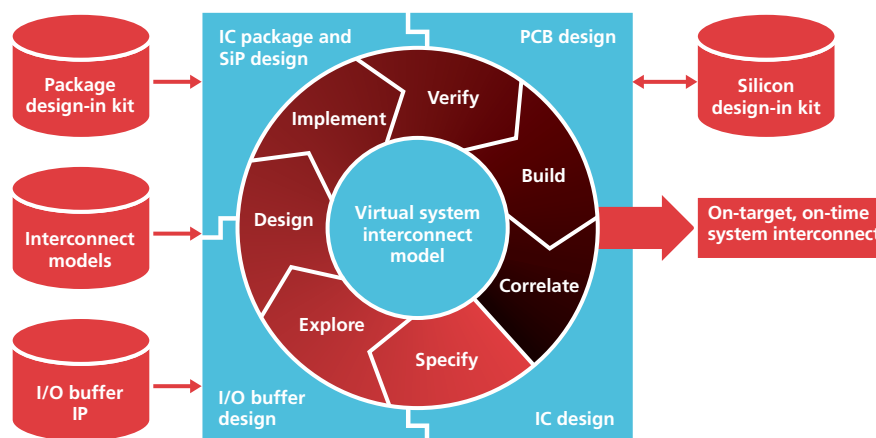 IC package and
SiP design
PCB design
Package
design-in kit
Silicon
design-in kit
Implement
Verify
Build
Design
Virtual system
interconnect
model
Interconnect
models
On-target, on-time
system interconnect
Correlate
Explore
Specify
I/O buffer
IP
I/O buffer
design
IC design